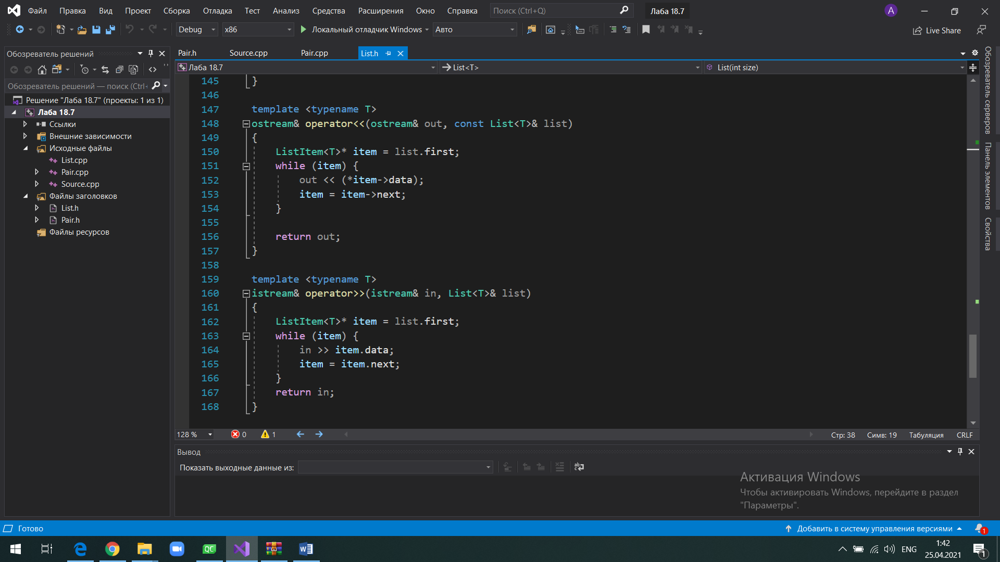 Файл Правка Вид Проект Сборка Отладка Тест Анализ Средства Расширения Окно Справка Поиск (Ctrl+Q) Лаба 18.7 A
Debug x86 Локальный отладчик Windows Авто Live Share
Обозреватель решений
Обозреватель решений — поиск (Ctrl+
Решение "Лаба 18.7" (проекты: 1 из 1)
Лаба 18.7
Ссылки
Внешние зависимости
Исходные файлы
List.cpp
Pair.cpp
Source.cpp
Файлы заголовков
List.h
Pair.h
Файлы ресурсов
Pair.h Source.cpp Pair.cpp List.h
Лаба 18.7 List<T> List(int size)
145 }
146
147 template <typename T>
148 ostream& operator<<(ostream& out, const List<T>& list)
149 {
150 ListItem<T>* item = list.first;
151 while (item) {
152 out << (*item->data);
153 item = item->next;
154 }
155
156 return out;
157 }
158
159 template <typename T>
160 istream& operator>>(istream& in, List<T>& list)
161 {
162 ListItem<T>* item = list.first;
163 while (item) {
164 in >> item.data;
165 item = item.next;
166 }
167 return in;
168 }
128 % 0 1 Стр: 38 Симв: 19 Табуляция CRLF
Вывод
Показать выходные данные из:
Обозреватель серверов
Панель элементов
Свойства
Активация Windows
Чтобы активировать Windows, перейдите в раздел
"Параметры".
Готово Добавить в систему управления версиями 1
QC W ENG 1:42
25.04.2021 1